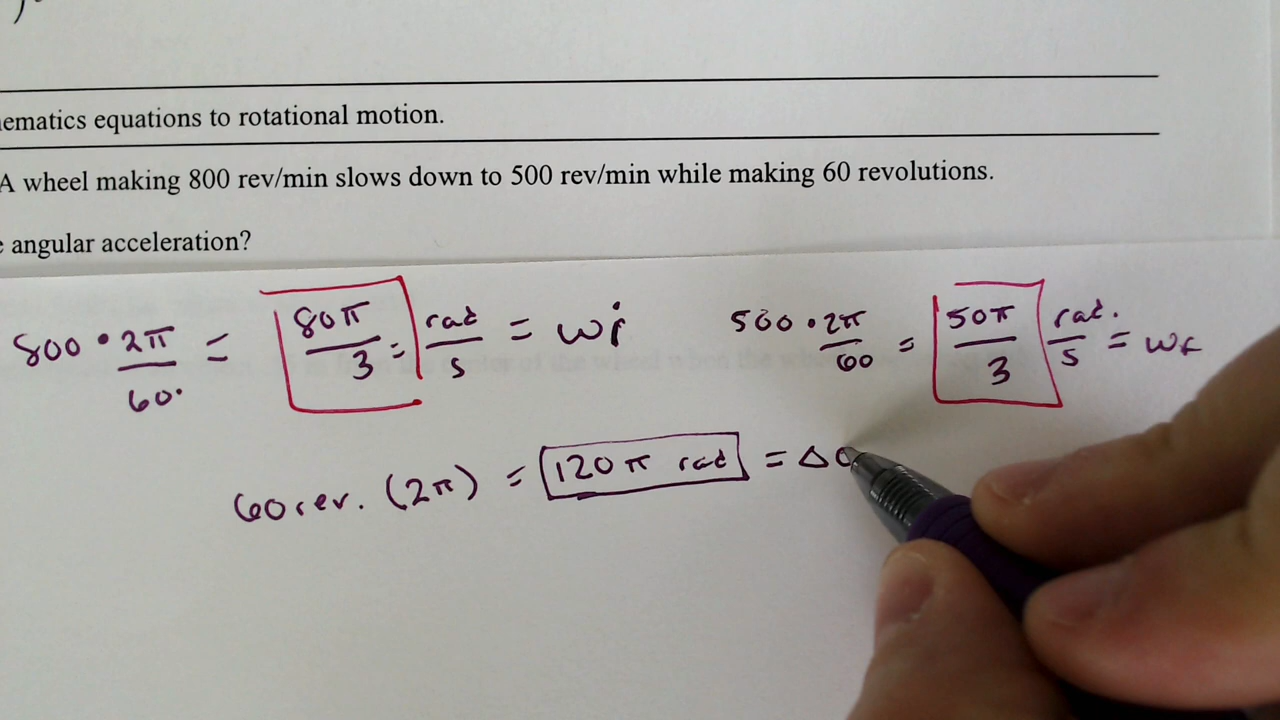 ematics equations to rotational motion.
A wheel making 800 rev/min slows down to 500 rev/min while making 60 revolutions.
angular acceleration?
800 • 2π/60. = 80π/3 = rad/s = ωi
500 • 2π/60 = 50π/3 rad./s = ωf
60 rev. (2π) = 120π rad = Δ